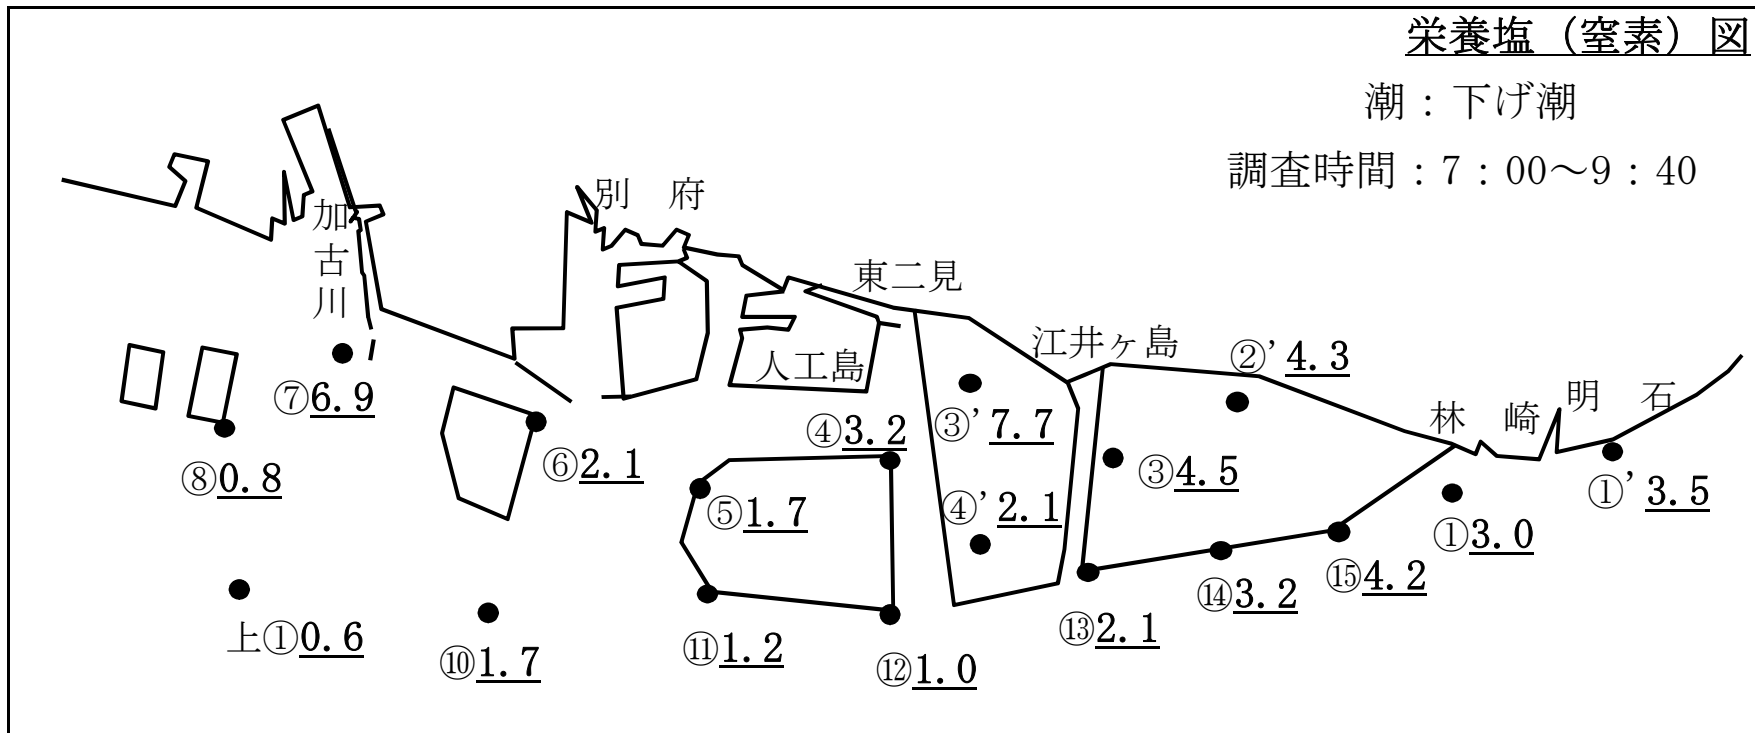 栄養塩（窒素）図
潮：下げ潮
調査時間：7：00～9：40
別　府
加古川
東二見
江井ヶ島
②’4.3
人工島
⑦6.9
林　崎
明　石
④3.2
③’7.7
⑧0.8
⑥2.1
③4.5
①’3.5
⑤1.7
④’2.1
①3.0
⑮4.2
⑭3.2
上①0.6
⑬2.1
⑩1.7
⑪1.2
⑫1.0